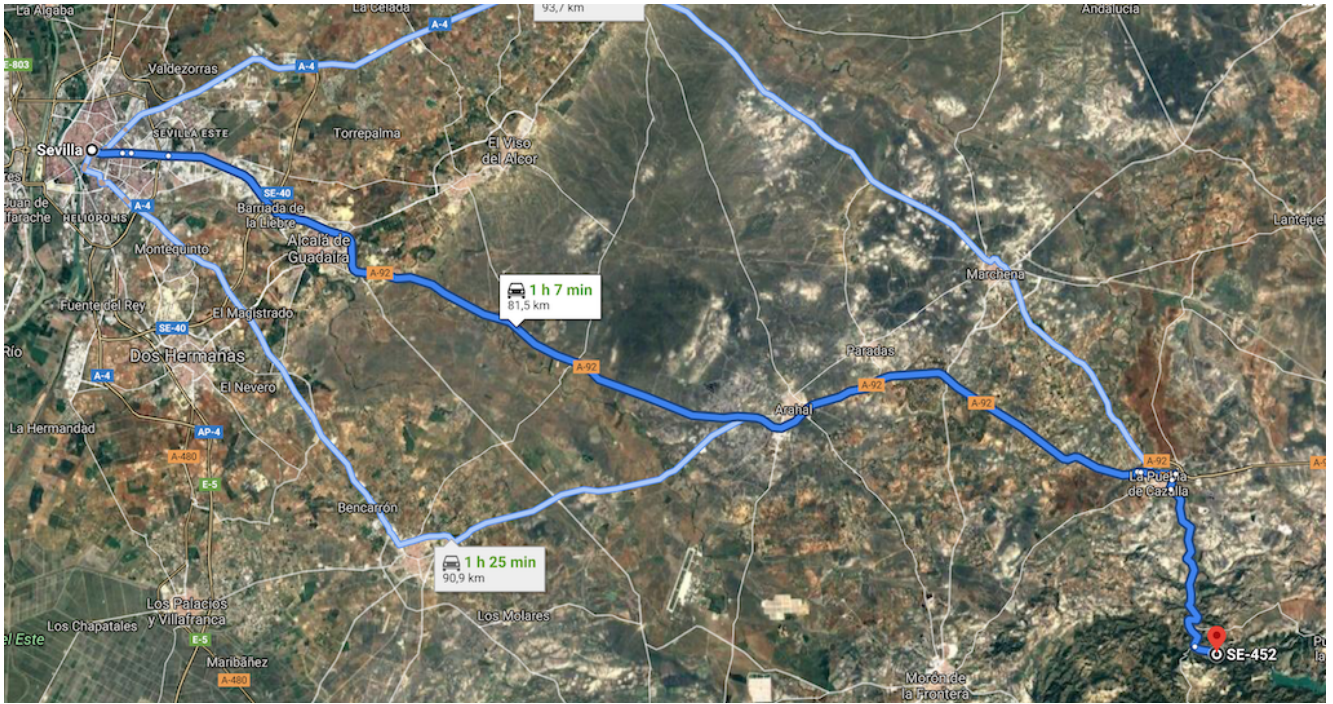 La Algaba
La Celada
93,7 km
Andalucía
A-4
E-803
Valdezorras
A-4
SEVILLA ESTE
Torrepalma
El Viso
del Alcor
Sevilla
SE-40
Juan de
A-4
HELIÓPOLIS
Barriada de
la Liebre
Alcalá de
Guadaíra
Montequinto
A-92
Marchena
1 h 7 min
81,5 km
Fuente del Rey
El Magistrado
SE-40
Río
Dos Hermanas
Paradas
A-4
El Nevero
A-92
A-92
A-92
Arahal
La Hermandad
AP-4
A-480
E-5
A-92
La Puebla
de Cazalla
Bencarrón
1 h 25 min
90,9 km
Los Palacios
y Villafranca
Los Molares
Los Chapatales
el Este
E-5
SE-452
Maribáñez
A-480
Morón de
la Frontera